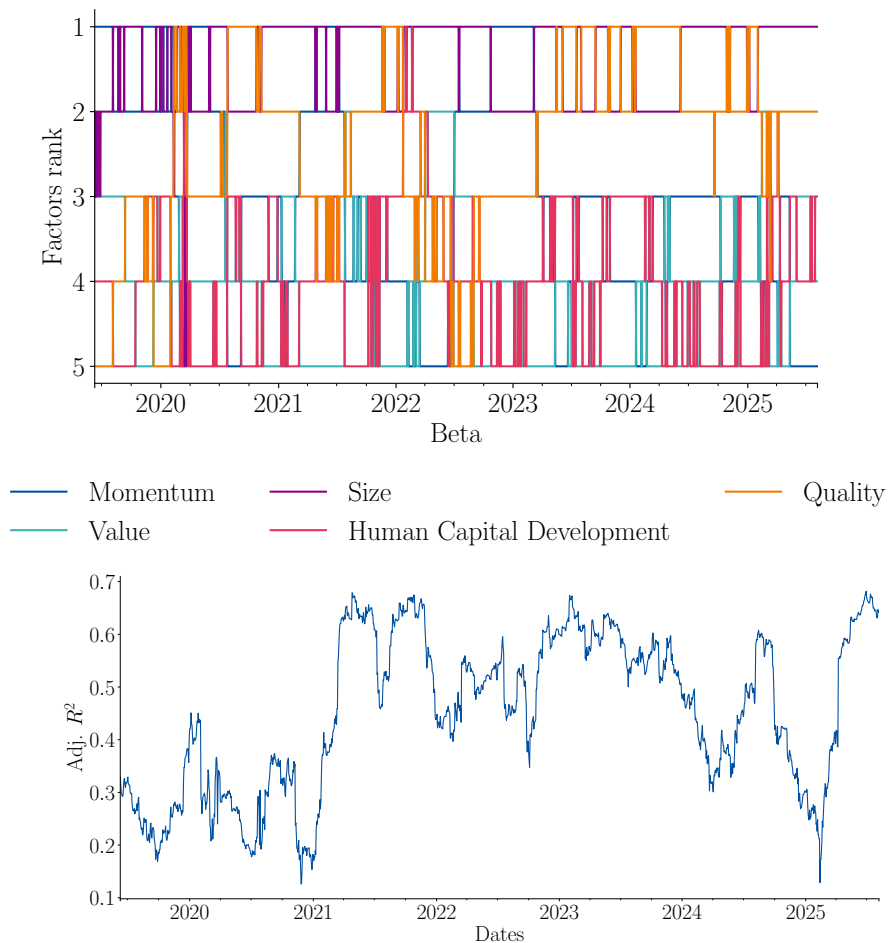 Factors rank
1
2
3
4
5
2020 2021 2022 2023 2024 2025
Beta
Momentum Size Quality
Value Human Capital Development
Adj. R²
0.7
0.6
0.5
0.4
0.3
0.2
0.1
2020 2021 2022 2023 2024 2025
Dates